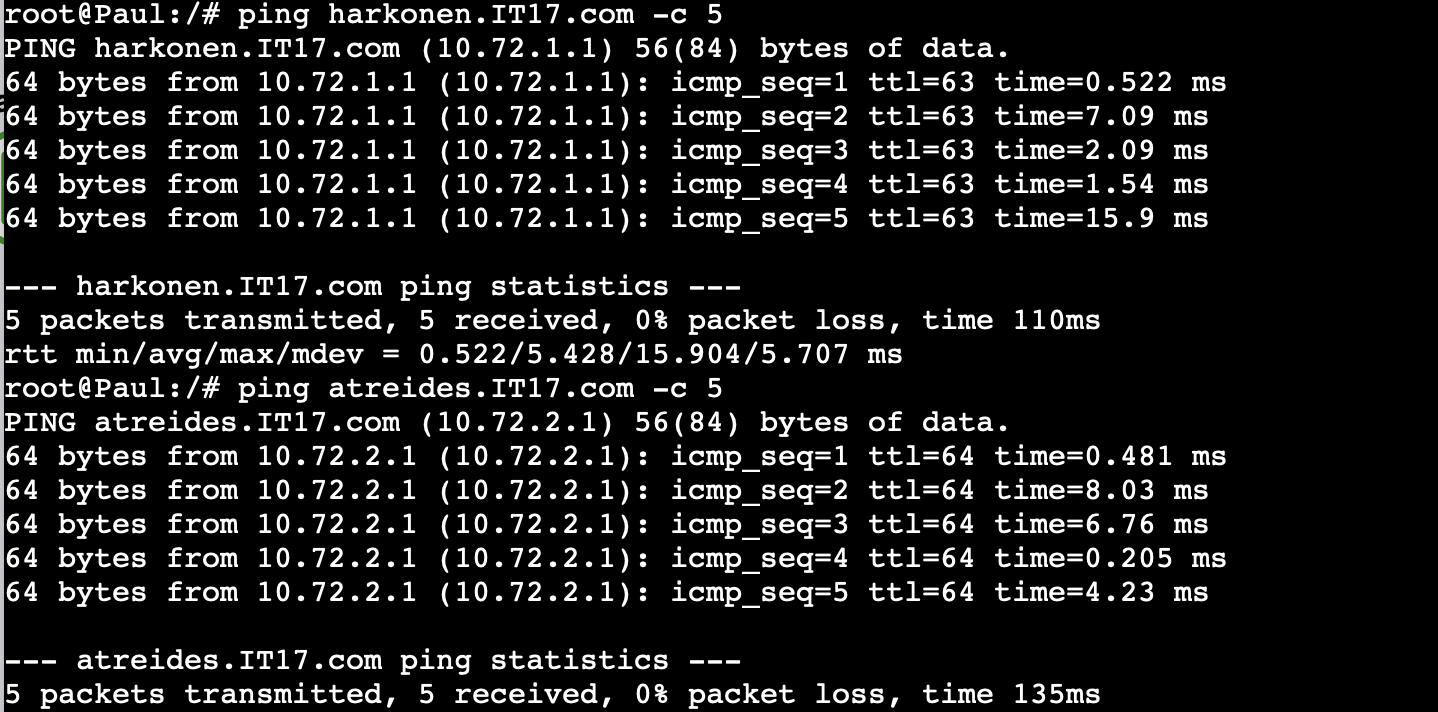 root@Paul:/# ping harkonen.IT17.com -c 5
PING harkonen.IT17.com (10.72.1.1) 56(84) bytes of data.
64 bytes from 10.72.1.1 (10.72.1.1): icmp_seq=1 ttl=63 time=0.522 ms
64 bytes from 10.72.1.1 (10.72.1.1): icmp_seq=2 ttl=63 time=7.09 ms
64 bytes from 10.72.1.1 (10.72.1.1): icmp_seq=3 ttl=63 time=2.09 ms
64 bytes from 10.72.1.1 (10.72.1.1): icmp_seq=4 ttl=63 time=1.54 ms
64 bytes from 10.72.1.1 (10.72.1.1): icmp_seq=5 ttl=63 time=15.9 ms

--- harkonen.IT17.com ping statistics ---
5 packets transmitted, 5 received, 0% packet loss, time 110ms
rtt min/avg/max/mdev = 0.522/5.428/15.904/5.707 ms
root@Paul:/# ping atreides.IT17.com -c 5
PING atreides.IT17.com (10.72.2.1) 56(84) bytes of data.
64 bytes from 10.72.2.1 (10.72.2.1): icmp_seq=1 ttl=64 time=0.481 ms
64 bytes from 10.72.2.1 (10.72.2.1): icmp_seq=2 ttl=64 time=8.03 ms
64 bytes from 10.72.2.1 (10.72.2.1): icmp_seq=3 ttl=64 time=6.76 ms
64 bytes from 10.72.2.1 (10.72.2.1): icmp_seq=4 ttl=64 time=0.205 ms
64 bytes from 10.72.2.1 (10.72.2.1): icmp_seq=5 ttl=64 time=4.23 ms

--- atreides.IT17.com ping statistics ---
5 packets transmitted, 5 received, 0% packet loss, time 135ms